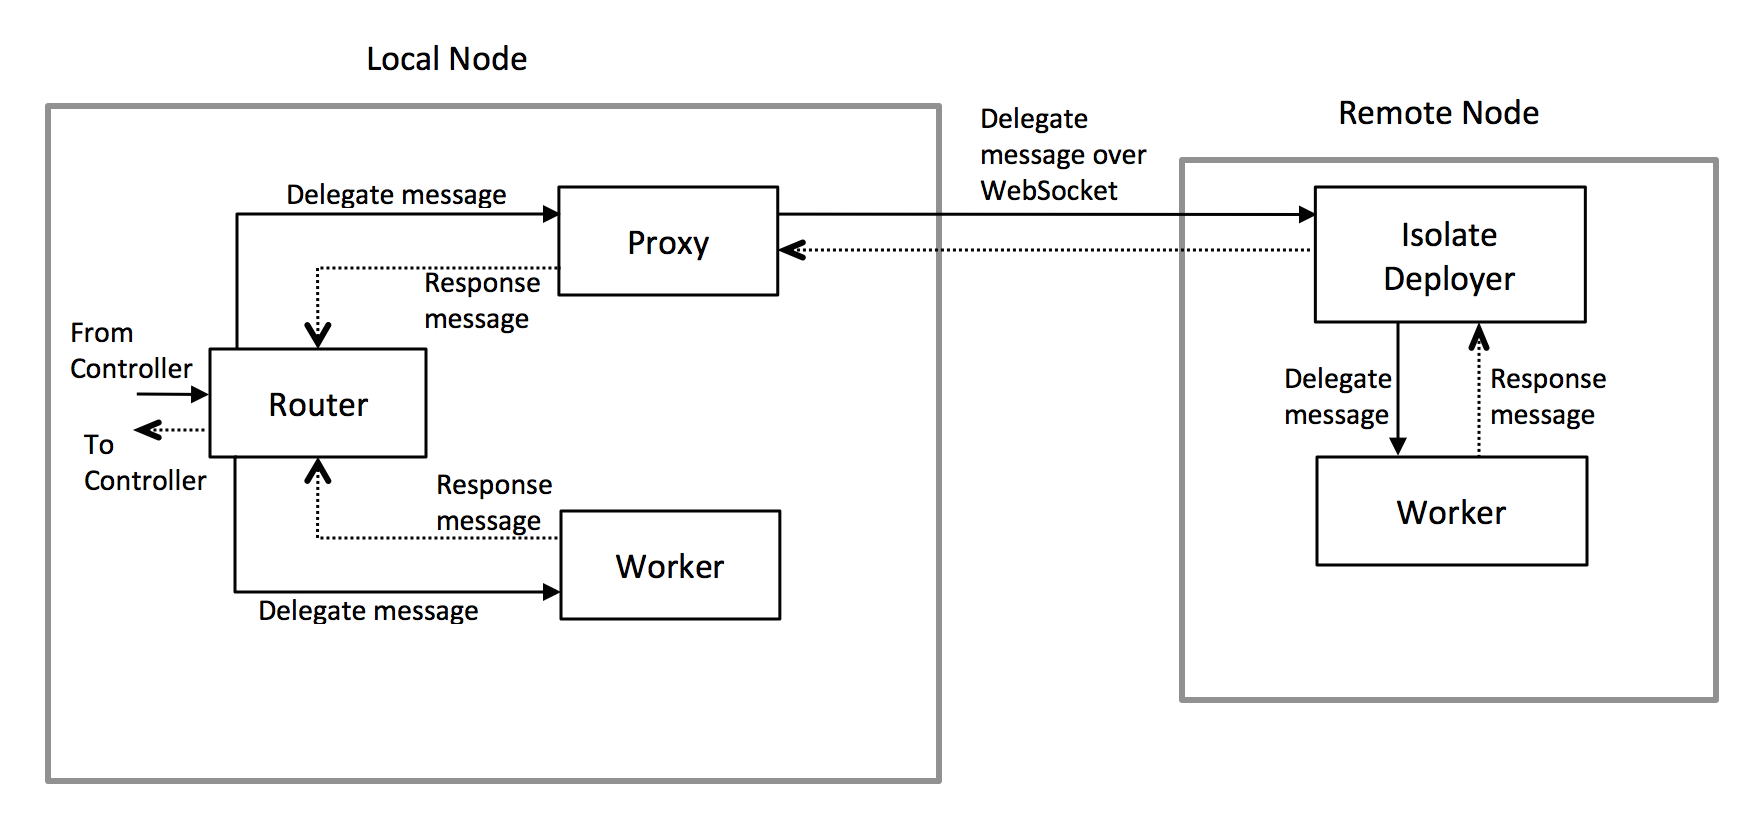 Local Node
Remote Node
Delegate
message over
WebSocket
Delegate message
Proxy
Isolate
Deployer
Response
message
From
Controller
Router
To
Controller
Delegate
message
Response
message
Response
message
Worker
Worker
Delegate message